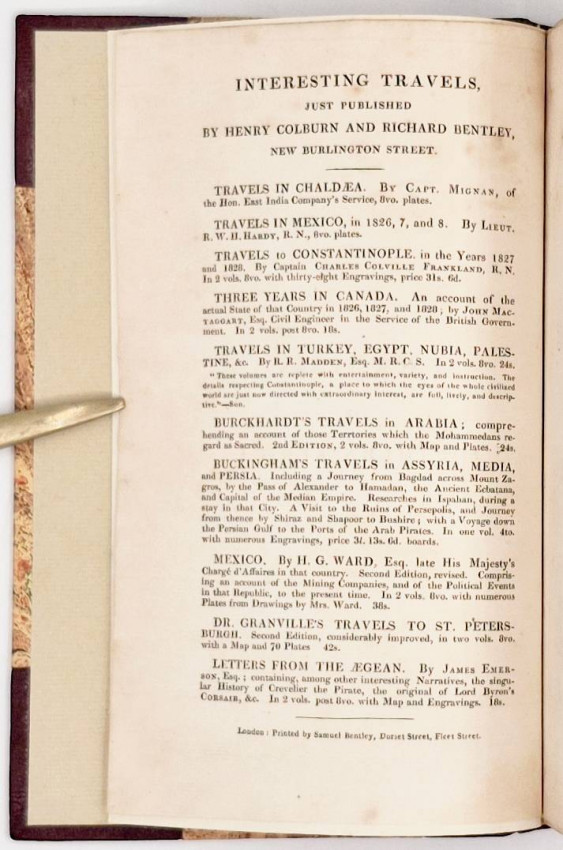 INTERESTING TRAVELS,
JUST PUBLISHED
BY HENRY COLBURN AND RICHARD BENTLEY,
NEW BURLINGTON STREET.
TRAVELS IN CHALDÆA. By Capt. Mignan, of
the Hon. East India Company's Service, 8vo. plates.
TRAVELS IN MEXICO, in 1826, 7, and 8. By Lieut.
R. W. H. Hardy, R. N., 8vo. plates.
TRAVELS to CONSTANTINOPLE. in the Years 1827
and 1828. By Captain Charles Colville Frankland, R. N.
In 2 vols. 8vo. with thirty-eight Engravings, price 31s. 6d.
THREE YEARS IN CANADA. An account of the
actual State of that Country in 1826, 1827, and 1828; by John Mac-
taggart, Esq. Civil Engineer in the Service of the British Govern-
ment. In 2 vols. post 8vo. 18s.
TRAVELS IN TURKEY, EGYPT, NUBIA, PALES-
TINE, &c. By R. R. Madden, Esq. M. R. C. S. In 2 vols. 8vo. 24s.
"These volumes are replete with entertainment, variety, and instruction. The
details respecting Constantinople, a place to which the eyes of the whole civilized
world are just now directed with extraordinary interest, are full, lively, and descrip-
tive."—Sun.
BURCKHARDT'S TRAVELS in ARABIA; compre-
hending an account of those Terrtories which the Mohammedans re-
gard as Sacred. 2nd Edition, 2 vols. 8vo. with Map and Plates. 24s.
BUCKINGHAM'S TRAVELS in ASSYRIA, MEDIA,
and PERSIA. Including a Journey from Bagdad across Mount Za-
gros, by the Pass of Alexander to Hamadan, the Ancient Ecbatana,
and Capital of the Median Empire. Researches in Ispahan, during a
stay in that City. A Visit to the Ruins of Persepolis, and Journey
from thence by Shiraz and Shapoor to Bushire; with a Voyage down
the Persian Gulf to the Ports of the Arab Pirates. In one vol. 4to.
with numerous Engravings, price 3l. 13s. 6d. boards.
MEXICO. By H. G. WARD, Esq. late His Majesty's
Chargé d'Affaires in that country. Second Edition, revised. Compris-
ing an account of the Mining Companies, and of the Political Events
in that Republic, to the present time. In 2 vols. 8vo. with numerous
Plates from Drawings by Mrs. Ward. 38s.
DR. GRANVILLE'S TRAVELS TO ST. PETERS-
BURGH. Second Edition, considerably improved, in two vols. 8vo.
with a Map and 70 Plates 42s.
LETTERS FROM THE ÆGEAN. By James Emer-
son, Esq.; containing, among other interesting Narratives, the singu-
lar History of Crevelier the Pirate, the original of Lord Byron's
Corsair, &c. In 2 vols. post 8vo. with Map and Engravings. 18s.
London: Printed by Samuel Bentley, Dorset Street, Fleet Street.